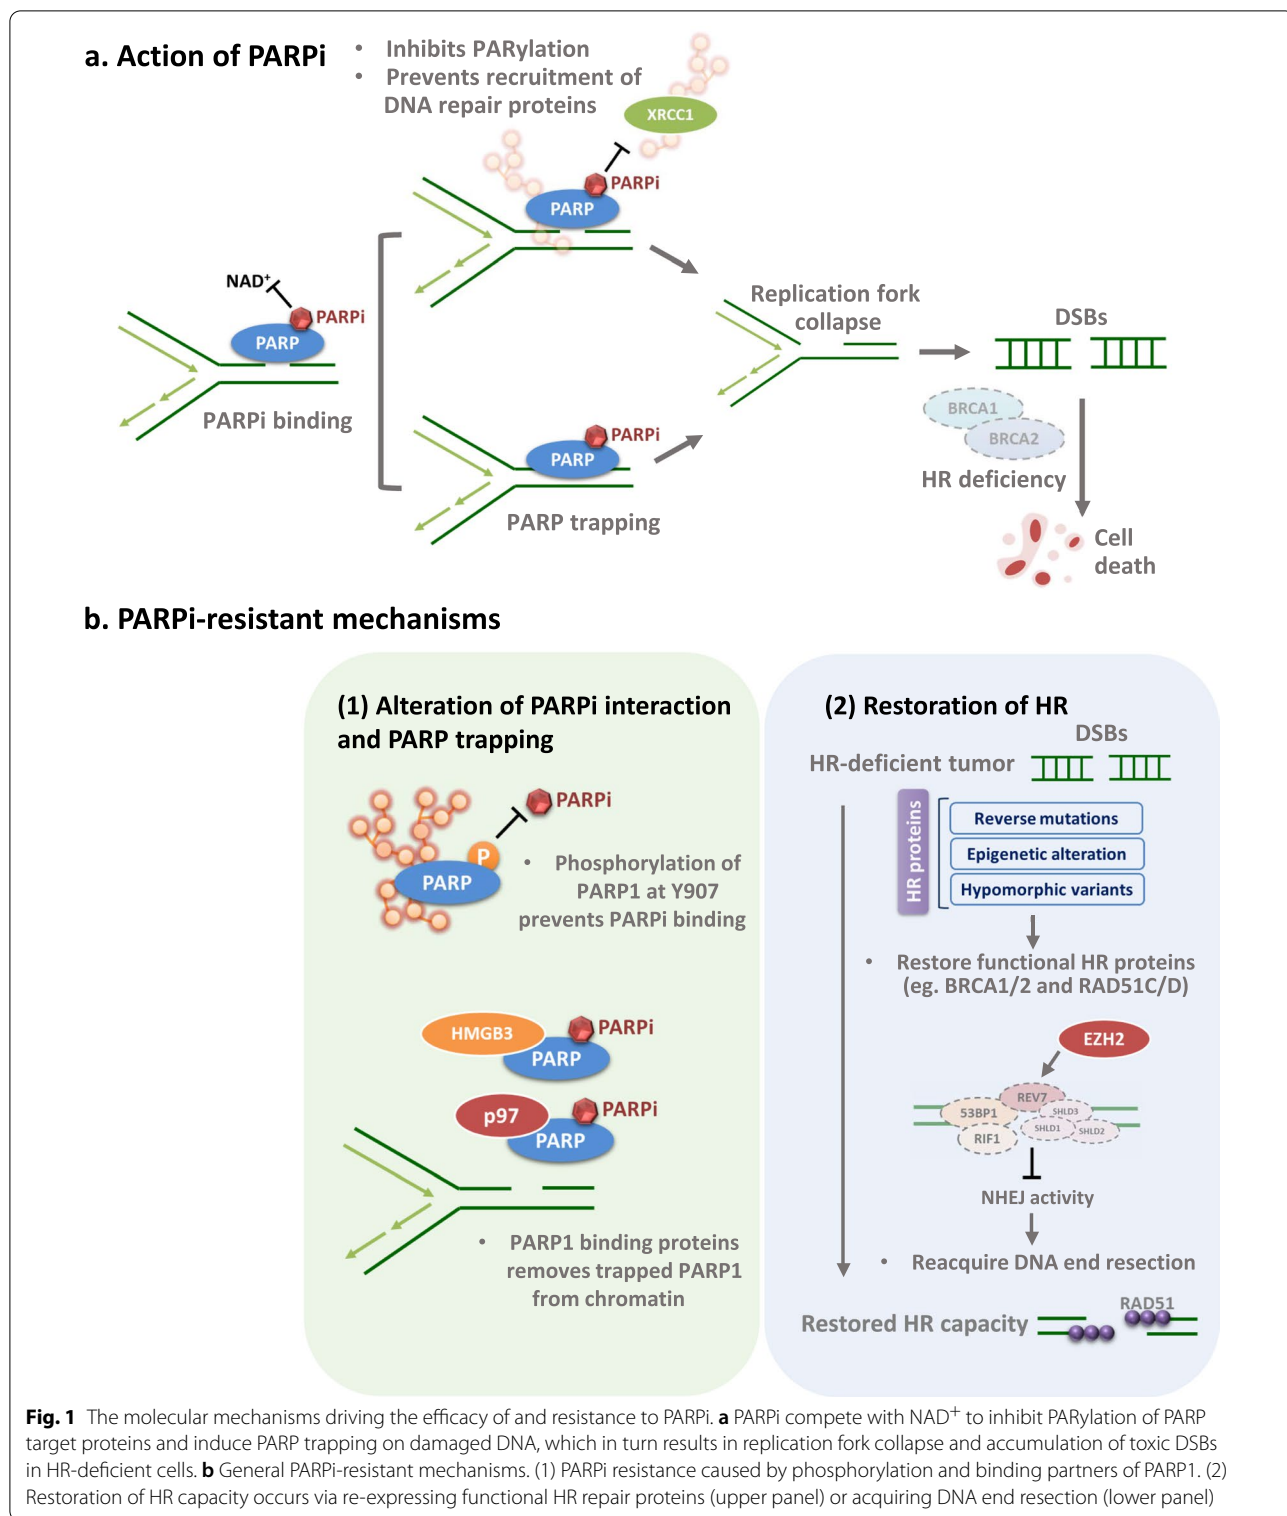 a. Action of PARPi
• Inhibits PARylation
• Prevents recruitment of
DNA repair proteins
XRCC1
PARPi
PARP
NAD+
PARPi
PARP
PARPi binding
PARPi
PARP
PARP trapping
Replication fork
collapse
DSBs
BRCA1
BRCA2
HR deficiency
Cell
death
b. PARPi-resistant mechanisms
(1) Alteration of PARPi interaction
and PARP trapping
PARPi
P
PARP
• Phosphorylation of
PARP1 at Y907
prevents PARPi binding
HMGB3
PARPi
PARP
p97
PARPi
PARP
• PARP1 binding proteins
removes trapped PARP1
from chromatin
(2) Restoration of HR
DSBs
HR-deficient tumor
HR proteins
Reverse mutations
Epigenetic alteration
Hypomorphic variants
• Restore functional HR proteins
(eg. BRCA1/2 and RAD51C/D)
EZH2
REV7
53BP1
SHLD3
RIF1
SHLD1
SHLD2
NHEJ activity
• Reacquire DNA end resection
RAD51
Restored HR capacity
Fig. 1 The molecular mechanisms driving the efficacy of and resistance to PARPi. a PARPi compete with NAD+ to inhibit PARylation of PARP
target proteins and induce PARP trapping on damaged DNA, which in turn results in replication fork collapse and accumulation of toxic DSBs
in HR-deficient cells. b General PARPi-resistant mechanisms. (1) PARPi resistance caused by phosphorylation and binding partners of PARP1. (2)
Restoration of HR capacity occurs via re-expressing functional HR repair proteins (upper panel) or acquiring DNA end resection (lower panel)